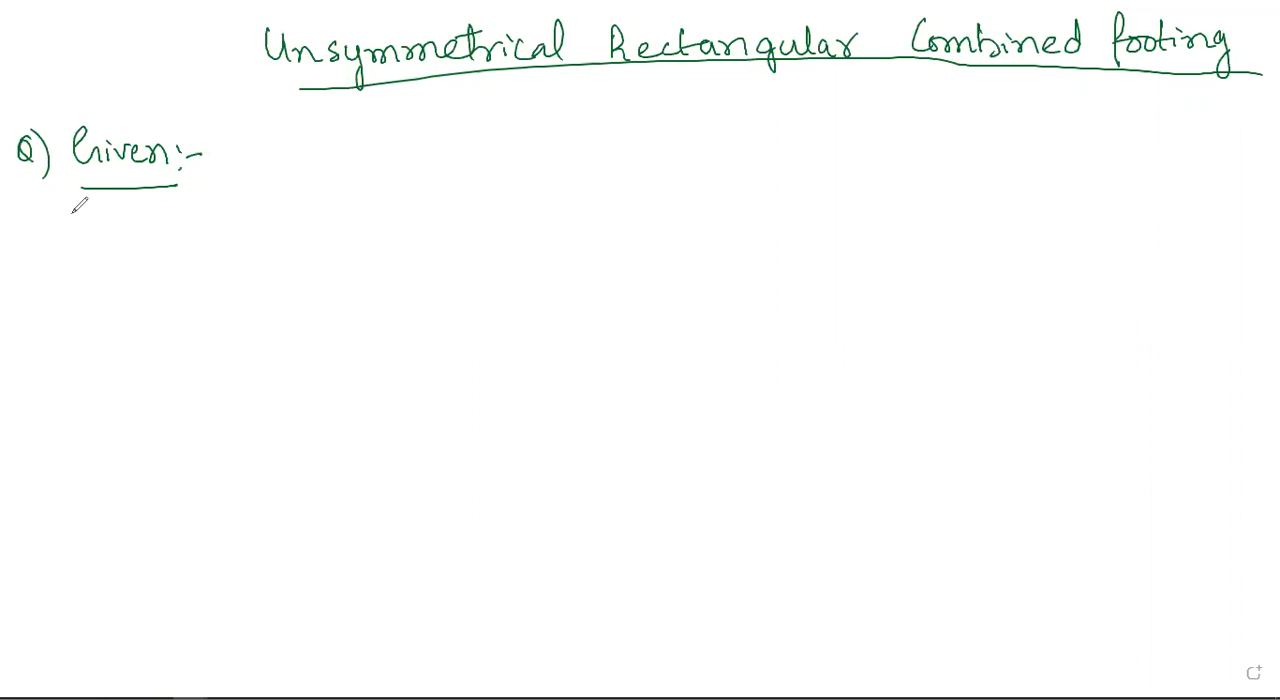 Unsymmetrical Rectangular Combined footing
Q) Given:-